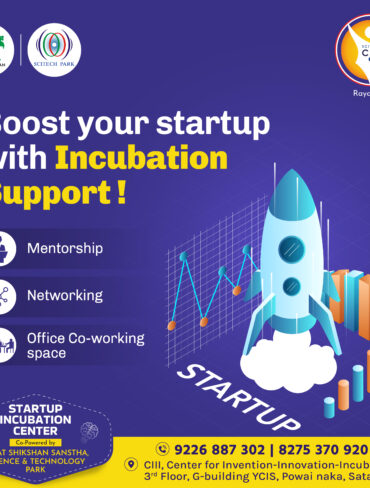 SCITECH PARK
Boost your startup
with Incubation
Support !
Mentorship
Networking
Office Co-working
space
STARTUP
STARTUP
INCUBATION
CENTER
Co-Powered by
SHIKSHAN SANSTHA,
& TECHNOLOGY
PARK
9226 887 302 | 8275 370 920
CIII, Center for Invention-Innovation-Incub
3rd Floor, G-building YCIS, Powai naka, Sata